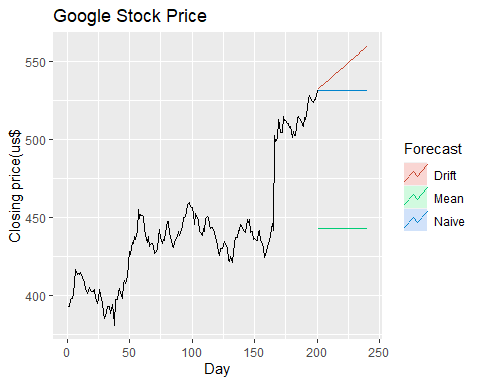 Google Stock Price
Closing price(us$
550
500
450
400
0 50 100 150 200 250
Day
Forecast
Drift
Mean
Naive